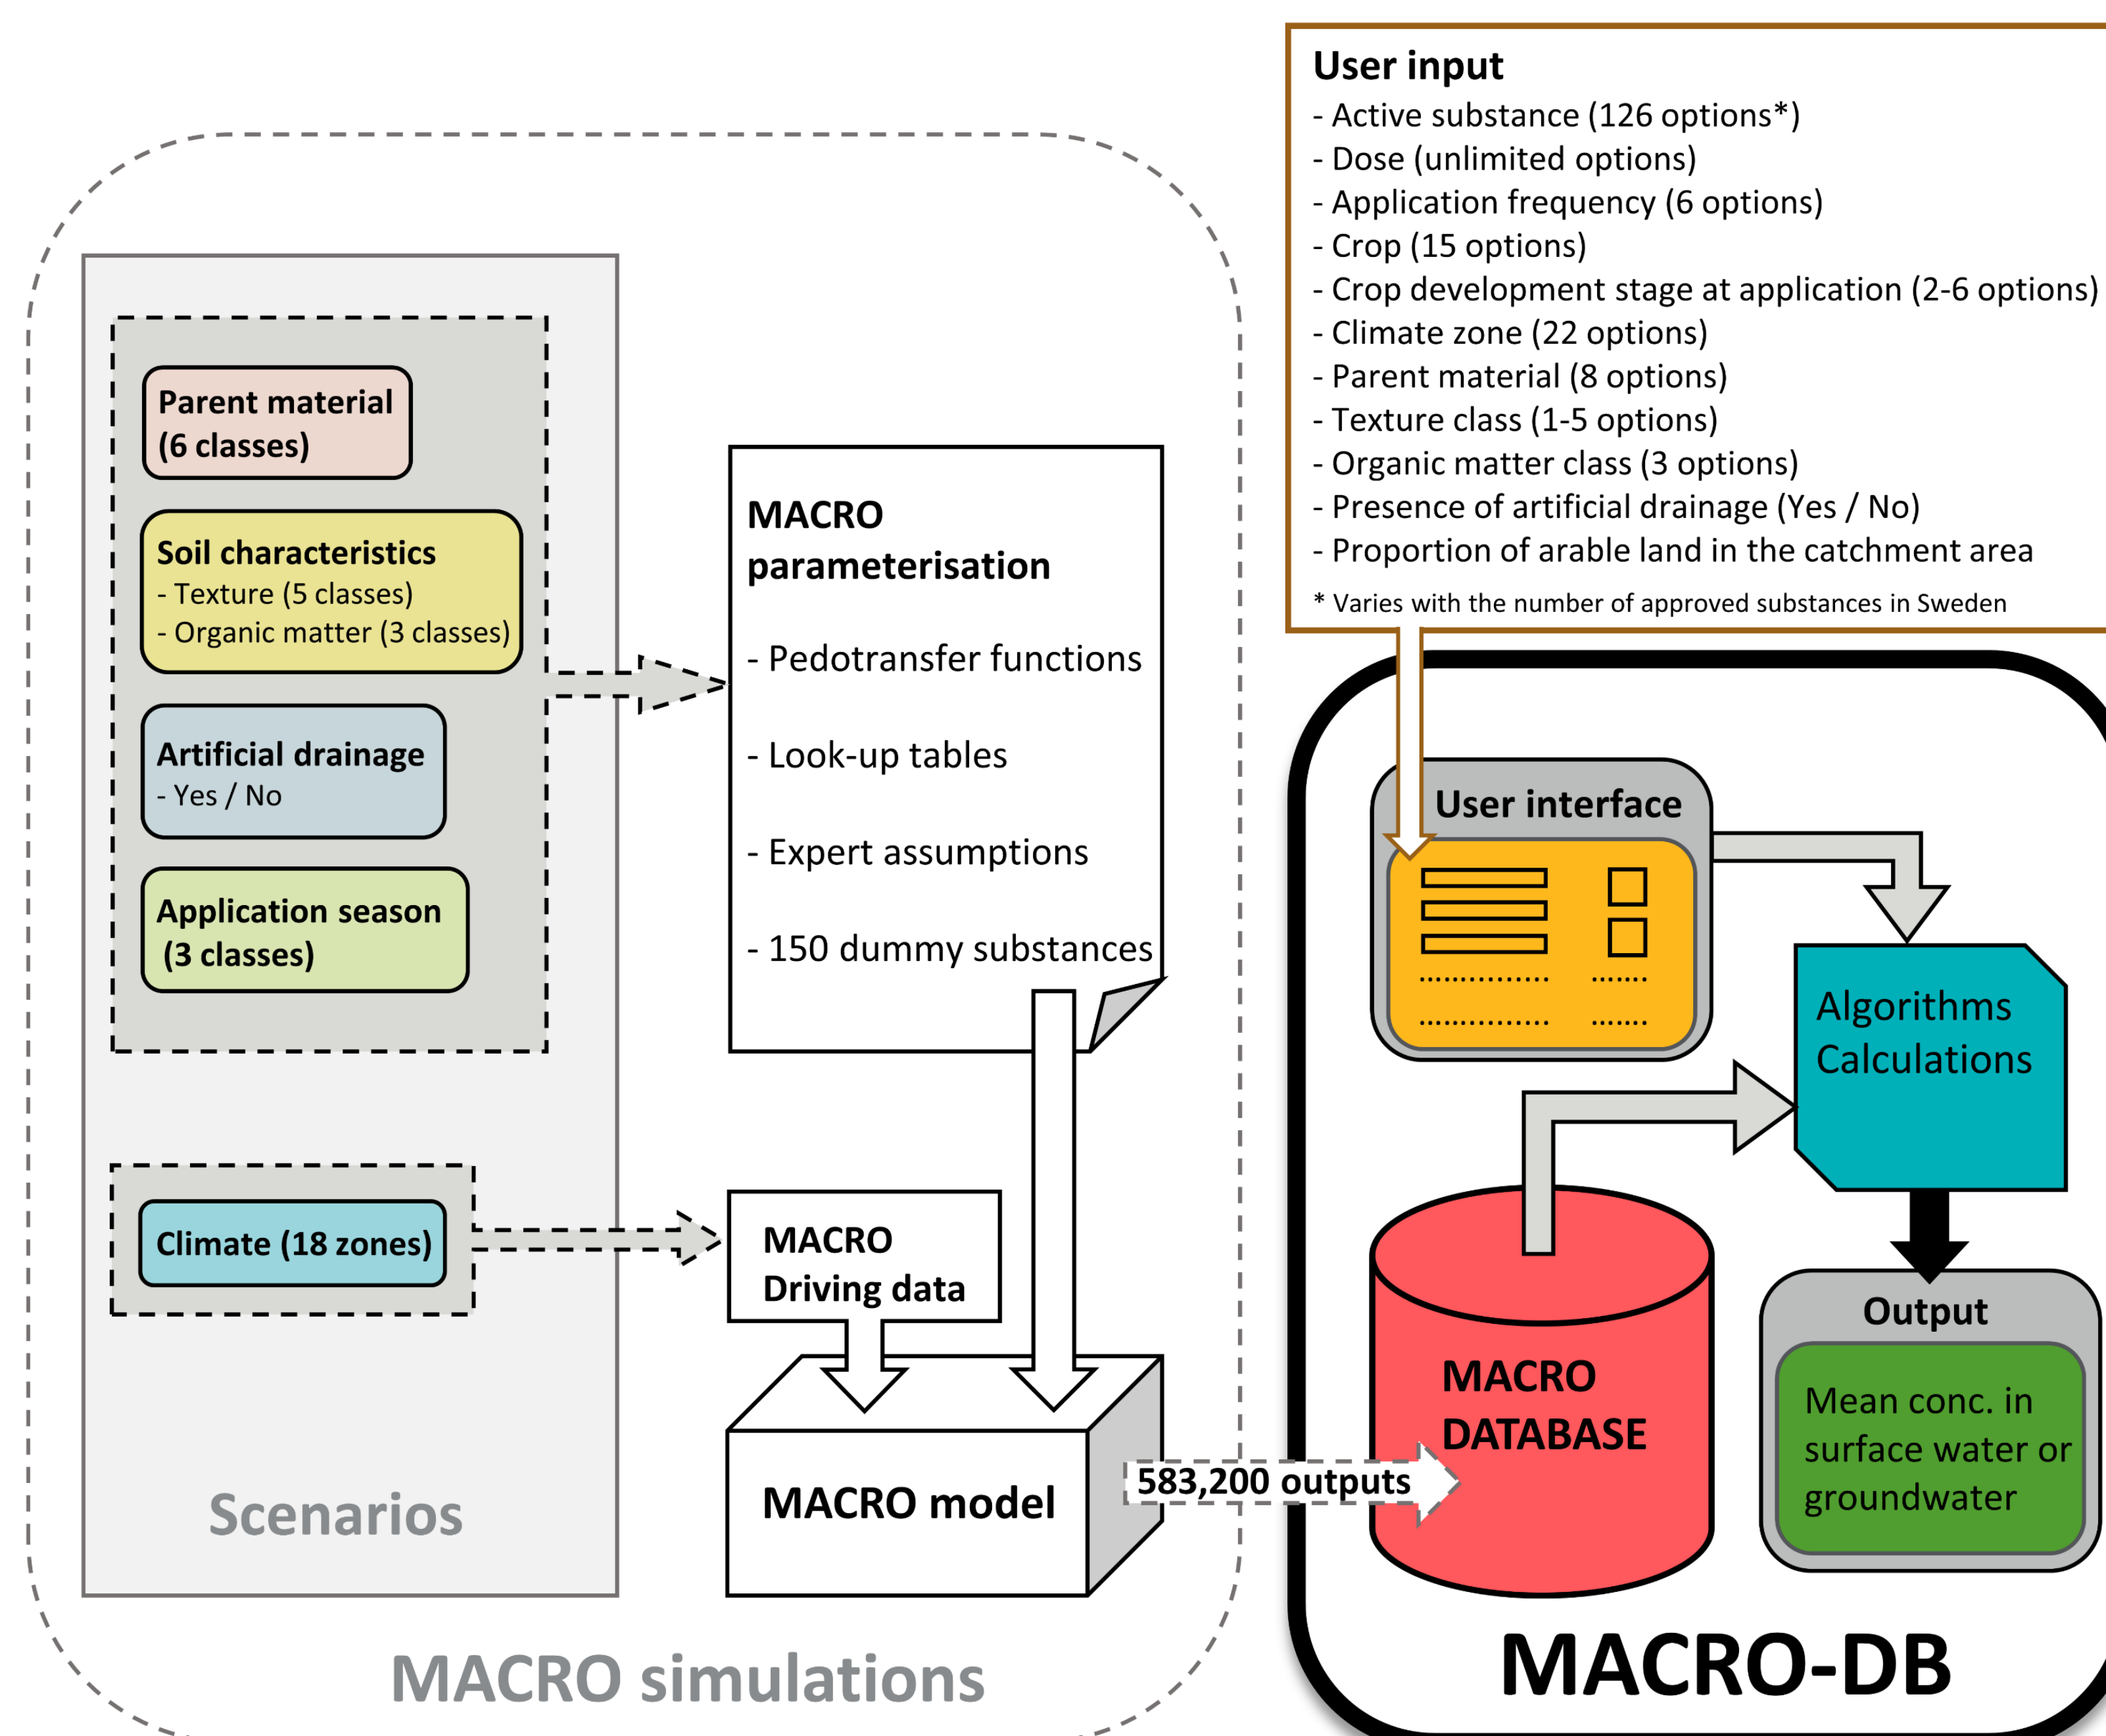 User input
- Active substance (126 options*)
- Dose (unlimited options)
- Application frequency (6 options)
- Crop (15 options)
- Crop development stage at application (2-6 options)
- Climate zone (22 options)
- Parent material (8 options)
- Texture class (1-5 options)
- Organic matter class (3 options)
- Presence of artificial drainage (Yes / No)
- Proportion of arable land in the catchment area
* Varies with the number of approved substances in Sweden
Parent material
(6 classes)
Soil characteristics
- Texture (5 classes)
- Organic matter (3 classes)
Artificial drainage
- Yes / No
Application season
(3 classes)
Climate (18 zones)
Scenarios
MACRO
parameterisation
- Pedotransfer functions
- Look-up tables
- Expert assumptions
- 150 dummy substances
MACRO
Driving data
MACRO model
583,200 outputs
MACRO simulations
User interface
Algorithms
Calculations
MACRO
DATABASE
Output
Mean conc. in
surface water or
groundwater
MACRO-DB